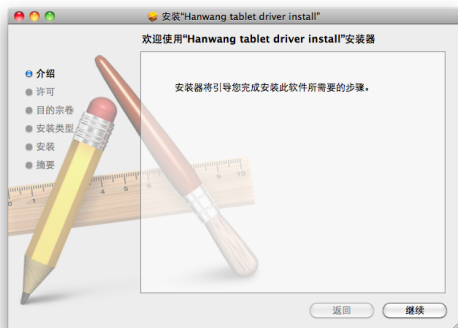 安装“Hanwang tablet driver install”
欢迎使用“Hanwang tablet driver install”安装器
介绍
许可
目的宗卷
安装类型
安装
摘要
安装器将引导您完成安装此软件所需要的步骤。
返回
继续